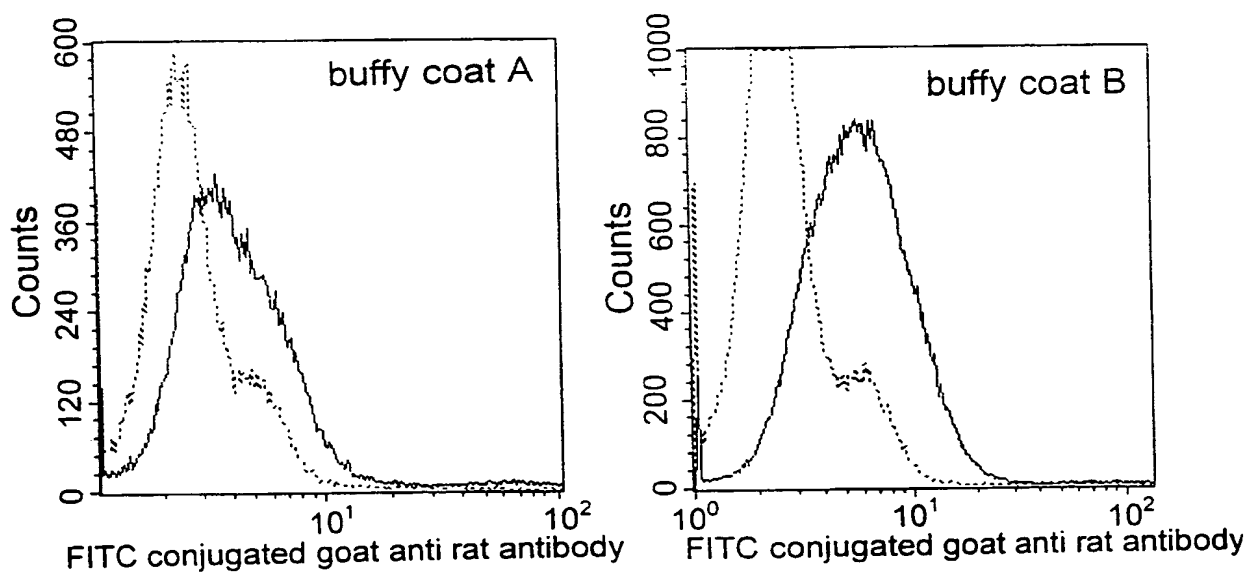 buffy coat A
600
480
360
240
120
0
Counts
10¹
10²
FITC conjugated goat anti rat antibody
buffy coat B
1000
800
600
400
200
0
Counts
10⁰
10¹
10²
FITC conjugated goat anti rat antibody